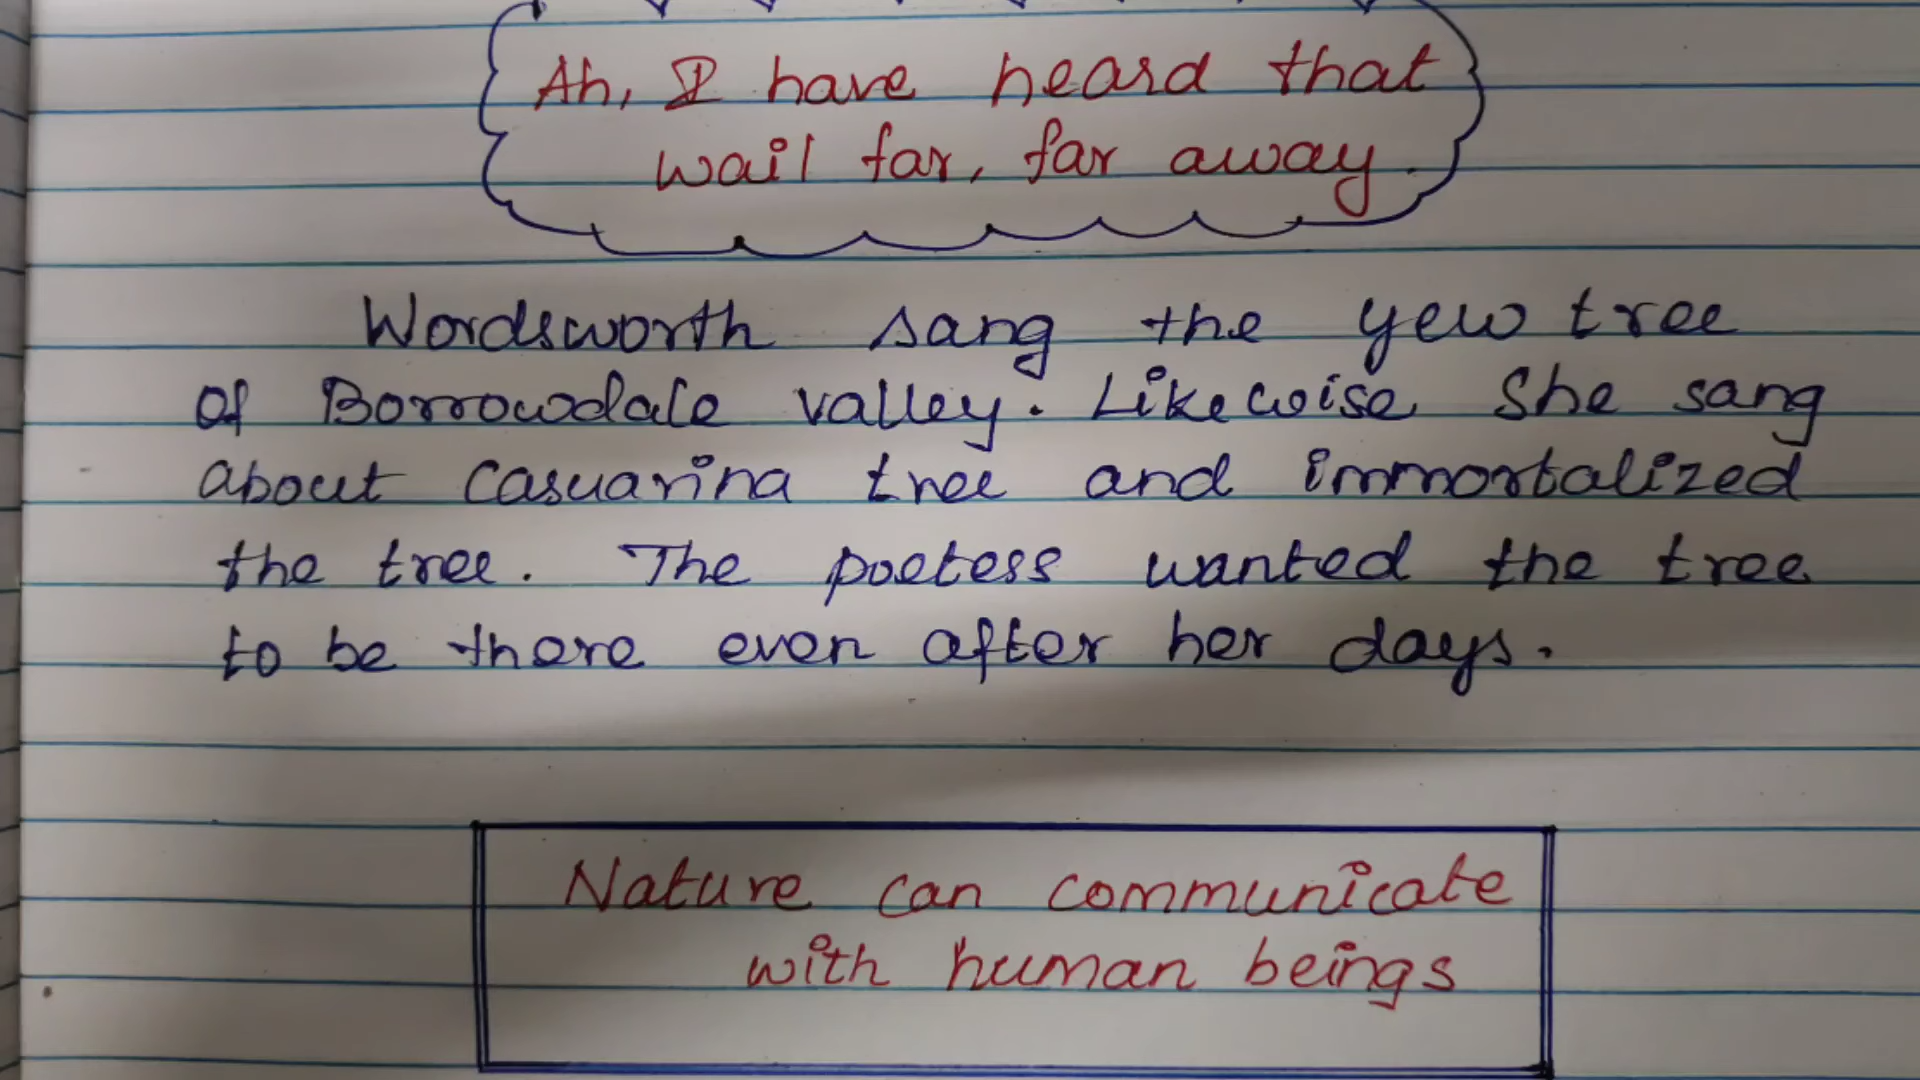 Ah, I have heard that
wail far, far away.
Wordsworth sang the yew tree
of Borrowdale valley. Likewise she sang
about casuarina tree and immortalized
the tree. The poetess wanted the tree
to be there even after her days.
Nature can communicate
with human beings